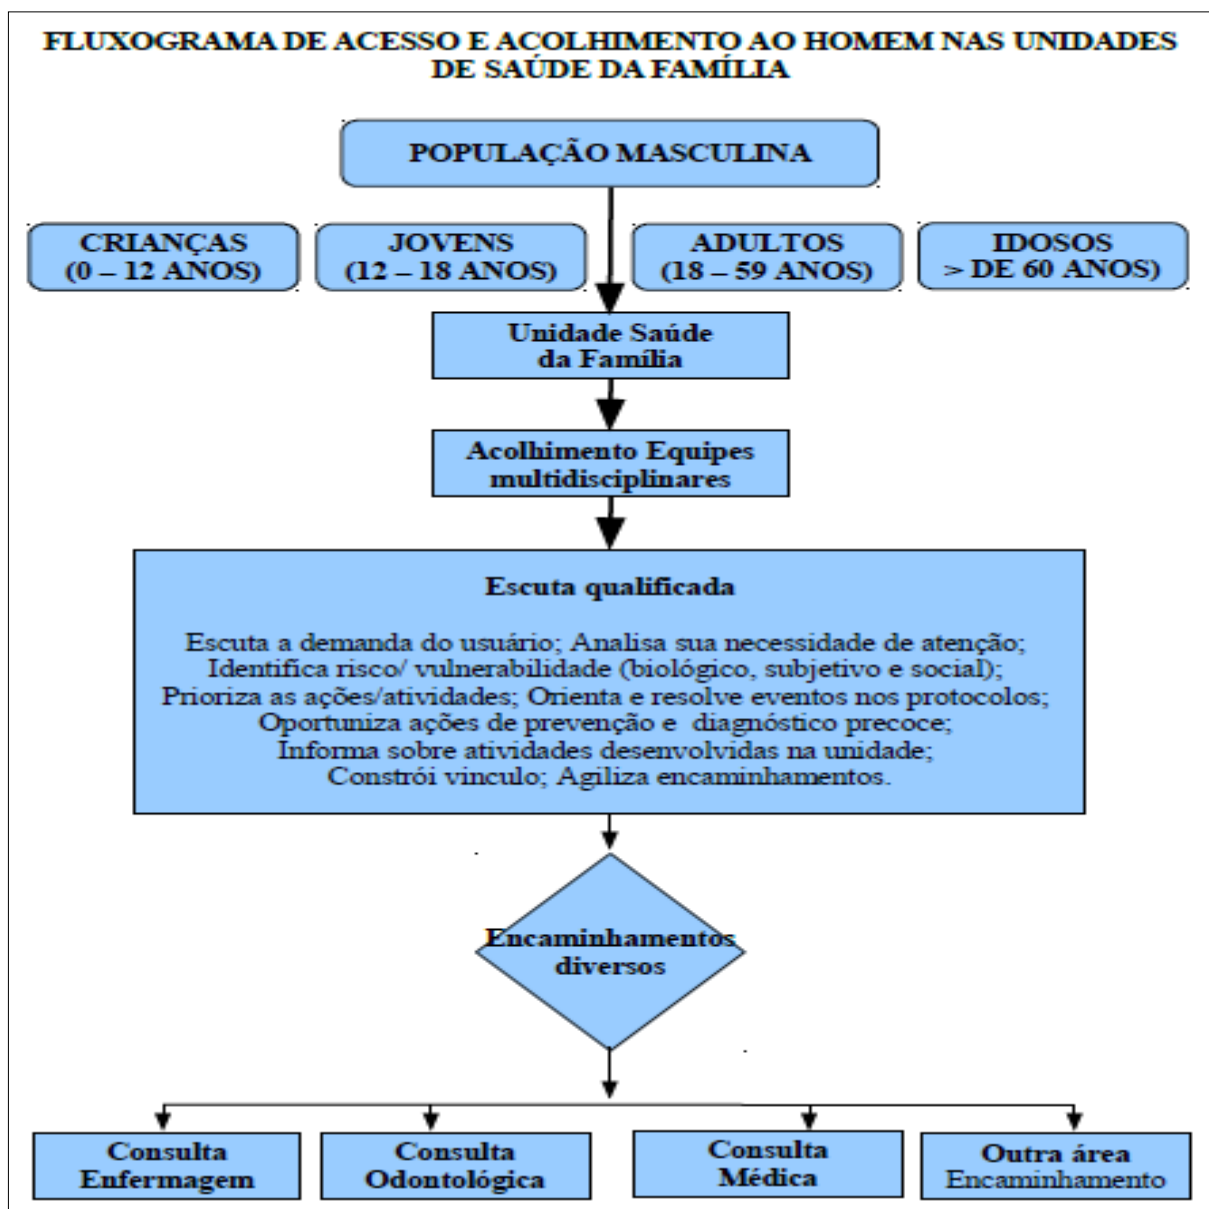 FLUXOGRAMA DE ACESSO E ACOLHIMENTO AO HOMEM NAS UNIDADES
DE SAÚDE DA FAMÍLIA
POPULAÇÃO MASCULINA
CRIANÇAS
(0 – 12 ANOS)
JOVENS
(12 – 18 ANOS)
ADULTOS
(18 – 59 ANOS)
IDOSOS
> DE 60 ANOS)
Unidade Saúde
da Família
Acolhimento Equipes
multidisciplinares
Escuta qualificada
Escuta a demanda do usuário; Analisa sua necessidade de atenção;
Identifica risco/ vulnerabilidade (biológico, subjetivo e social);
Prioriza as ações/atividades; Orienta e resolve eventos nos protocolos;
Oportuniza ações de prevenção e diagnóstico precoce;
Informa sobre atividades desenvolvidas na unidade;
Constrói vinculo; Agiliza encaminhamentos.
Encaminhamentos
diversos
Consulta
Enfermagem
Consulta
Odontológica
Consulta
Médica
Outra área
Encaminhamento